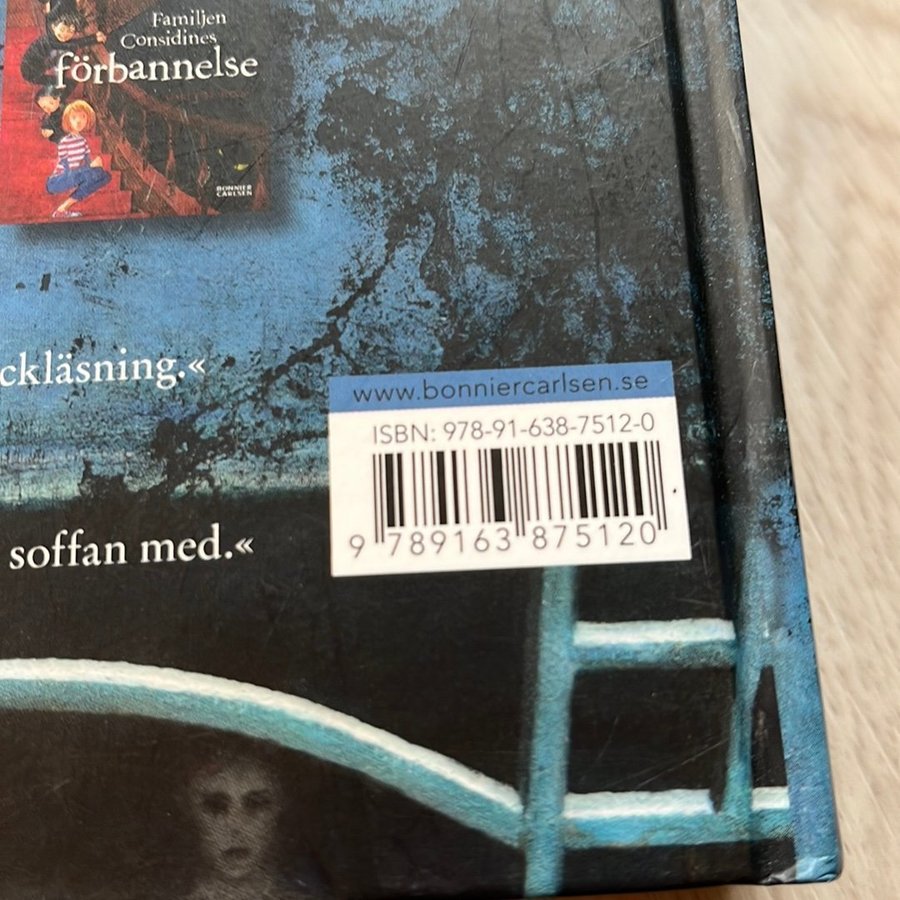 Familjen
Considines
förbannelse
BONNIER
CARLSEN
ckläsning.«
www.bonniercarlsen.se
ISBN: 978-91-638-7512-0
9 789163 875120
soffan med.«